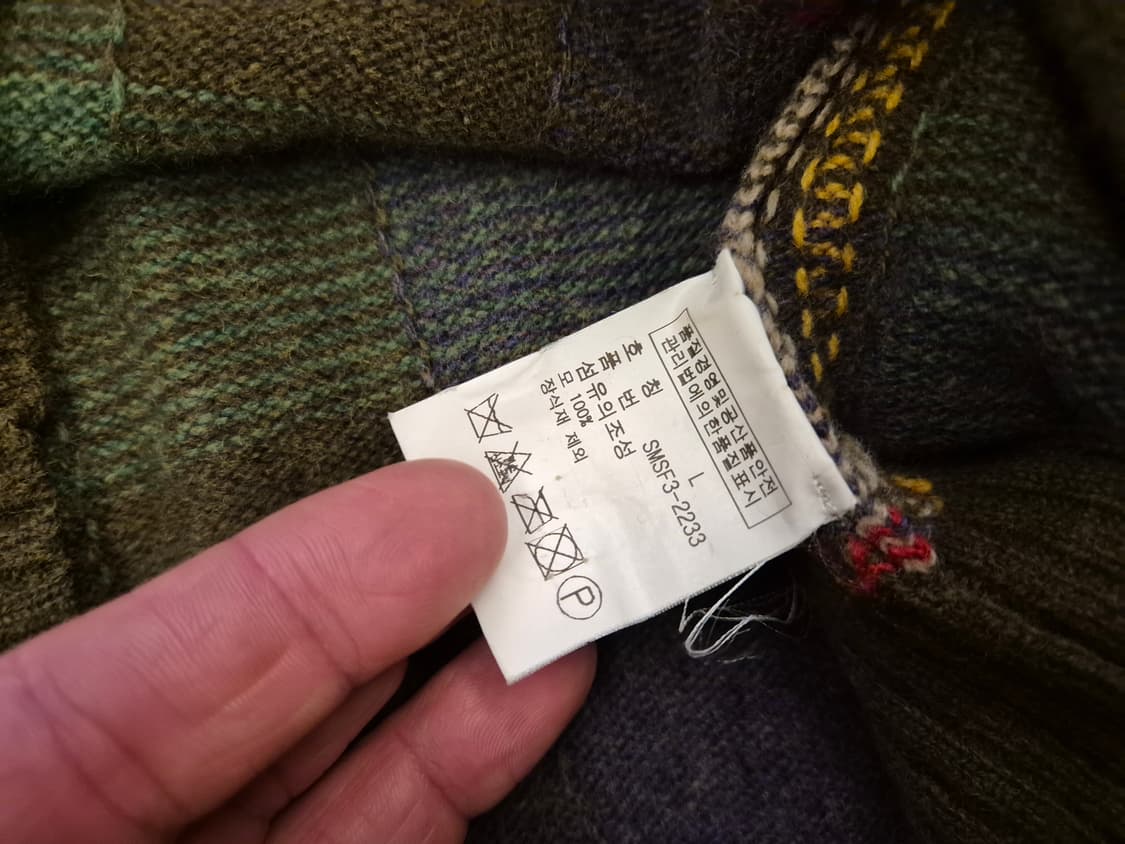 품질경영및공산품안전
관리법에의한품질표시
호 칭 L
품 번 SMSF3-2233
섬유의조성
모 100%
장식재 제외
P